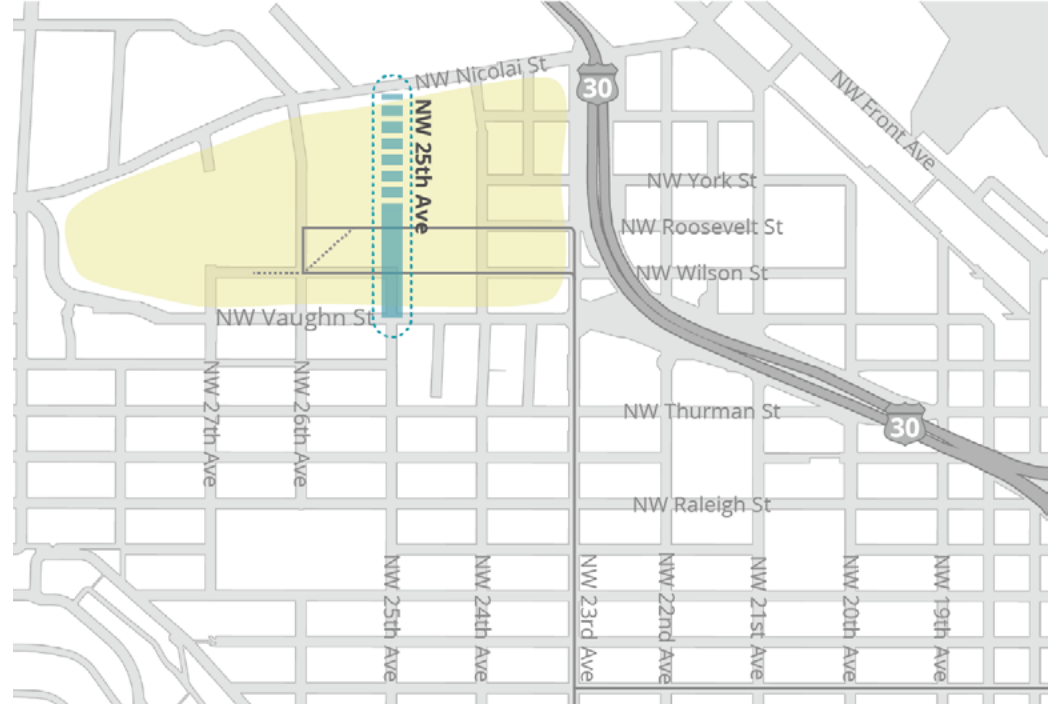 NW Nicolai St
30
NW Front Ave
NW 25th Ave
NW York St
NW Roosevelt St
NW Wilson St
NW Vaughn St
NW 27th Ave
NW 26th Ave
NW Thurman St
30
NW Raleigh St
NW 25th Ave
NW 24th Ave
NW 23rd Ave
NW 22nd Ave
NW 21st Ave
NW 20th Ave
NW 19th Ave